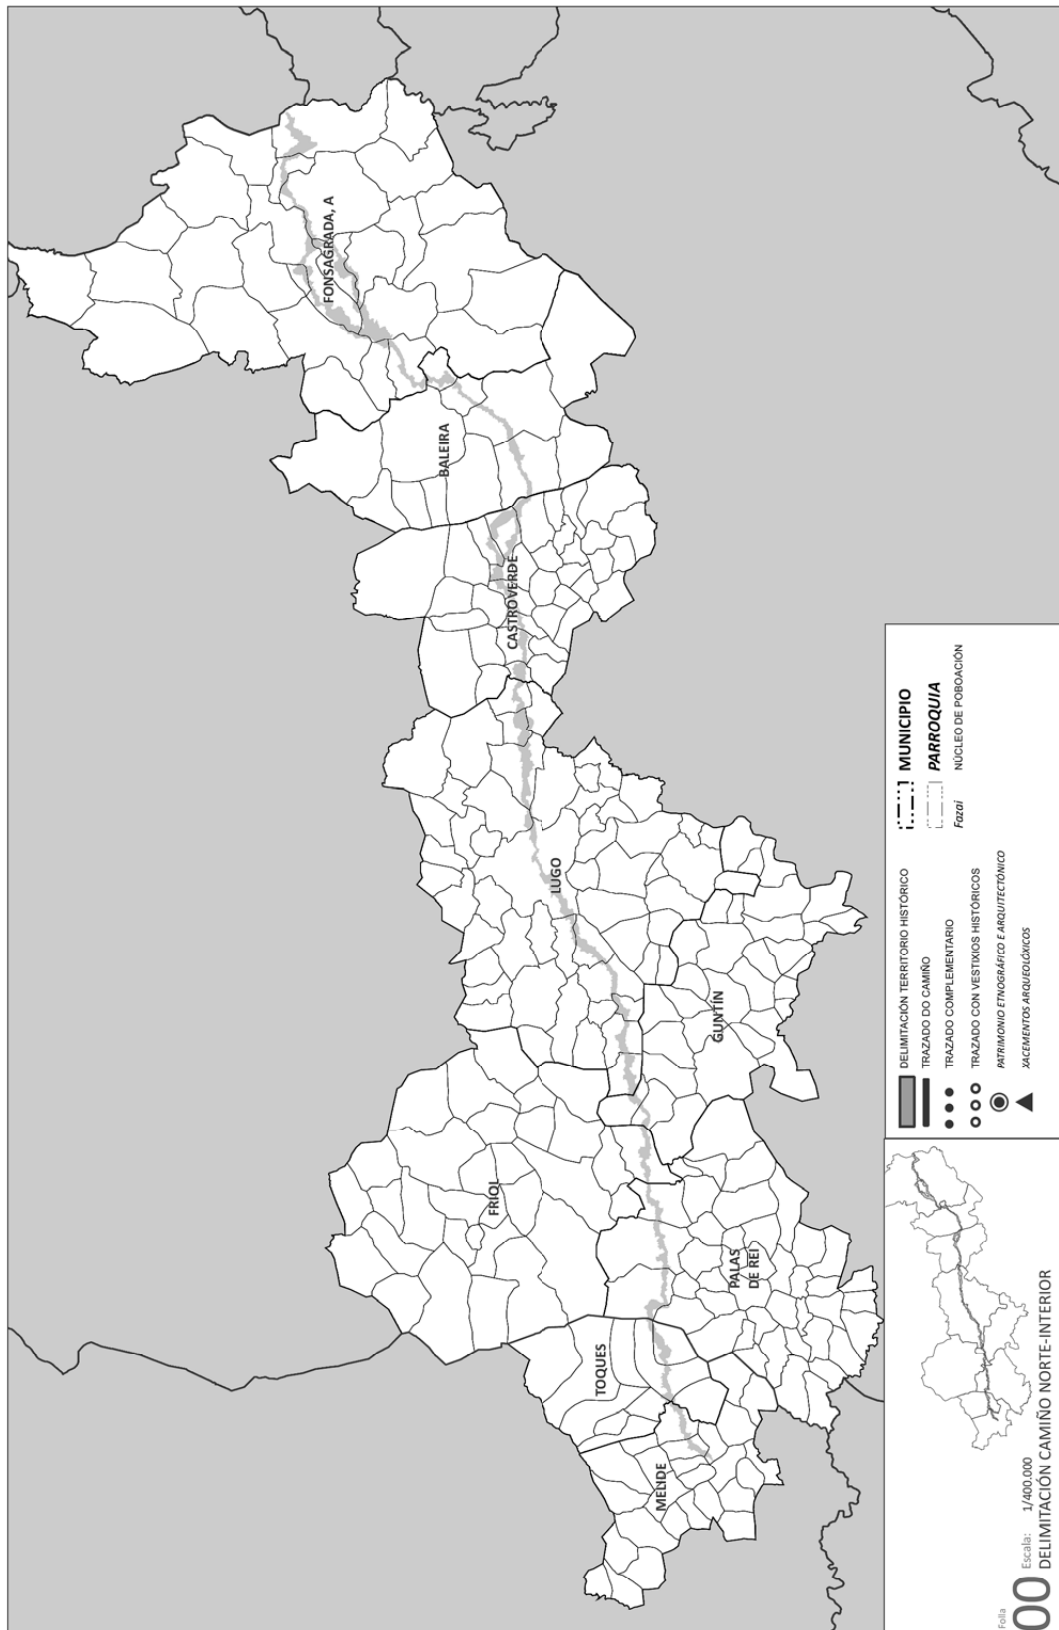 FONSAGRADA, A
BALEIRA
CASTROVERDE
LUGO
GUNTÍN
FRIOL
PALAS
DE REI
TOQUES
MELIDE
DELIMITACIÓN TERRITORIO HISTÓRICO
TRAZADO DO CAMIÑO
TRAZADO COMPLEMENTARIO
TRAZADO CON VESTIXIOS HISTÓRICOS
PATRIMONIO ETNOGRÁFICO E ARQUITECTÓNICO
XACEMENTOS ARQUEOLÓXICOS
MUNICIPIO
PARROQUIA
Fazai NÚCLEO DE POBOACIÓN
Folla
00
Escala: 1/400.000
DELIMITACIÓN CAMIÑO NORTE-INTERIOR